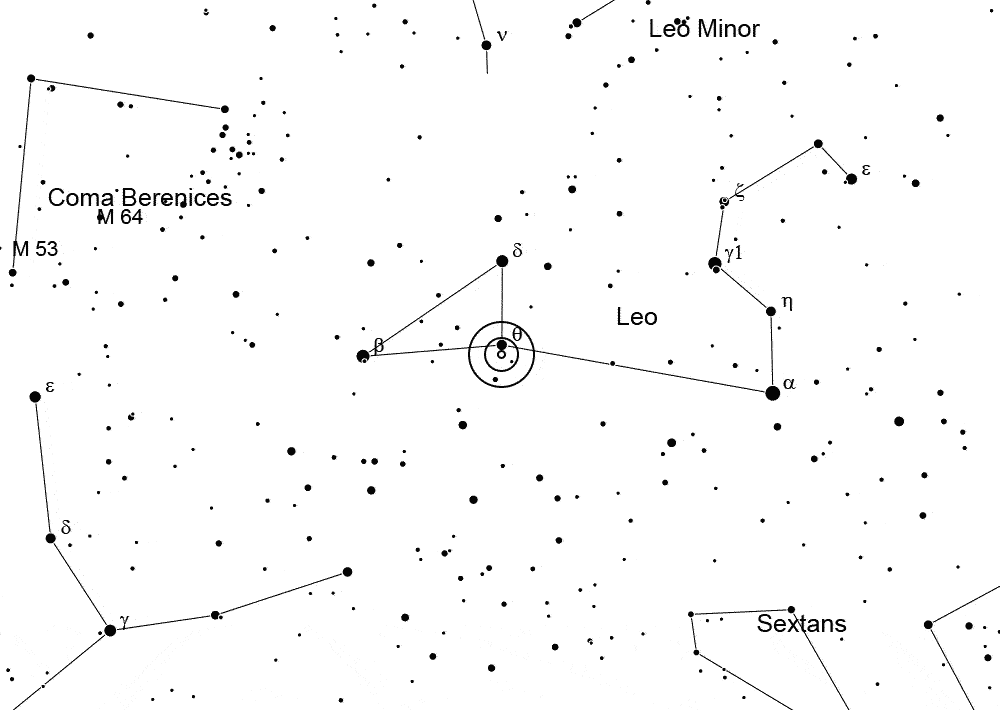 Leo Minor
ν
ε
ζ
Coma Berenices
M 64
M 53
γ1
δ
η
Leo
θ
β
α
ε
δ
γ
Sextans